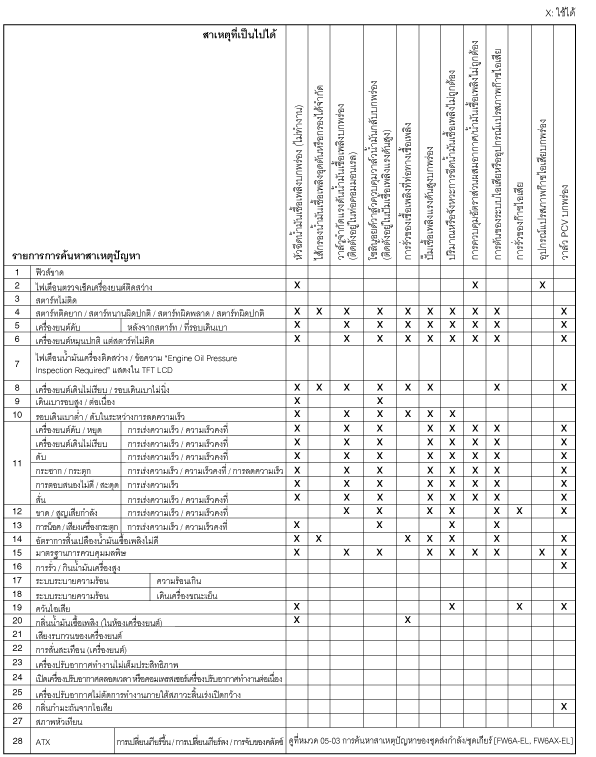 X: ใช้ได้
สาเหตุที่เป็นไปได้
รายการการค้นหาสาเหตุปัญหา
หัวฉีดน้ำมันเชื้อเพลิงบกพร่อง (ไม่ทำงาน)
ไส้กรองน้ำมันเชื้อเพลิงอุดตันหรือกรองได้จำกัด
วาล์วจำกัดแรงดันน้ำมันเชื้อเพลิงบกพร่อง
(ติดตั้งอยู่ในท่อคอมมอนเรล)
โซลินอยด์วาล์วควบคุมวาล์วน้ำมันกลับบกพร่อง
(ติดตั้งอยู่ในปั๊มเชื้อเพลิงแรงดันสูง)
การรั่วของเชื้อเพลิงที่ท่อทางเชื้อเพลิง
ปั๊มเชื้อเพลิงแรงดันสูงบกพร่อง
ปริมาณหรือจังหวะการฉีดน้ำมันเชื้อเพลิงไม่ถูกต้อง
การควบคุมอัตราส่วนผสมอากาศ/น้ำมันเชื้อเพลิงไม่ถูกต้อง
การตันของระบบไอเสียหรืออุปกรณ์แปรสภาพก๊าซไอเสีย
การรั่วของก๊าซไอเสีย
อุปกรณ์แปรสภาพก๊าซไอเสียบกพร่อง
วาล์ว PCV บกพร่อง
1 ฟิวส์ขาด
2 ไฟเตือนตรวจเช็คเครื่องยนต์ติดสว่าง X X X
3 สตาร์ทไม่ติด
4 สตาร์ทติดยาก / สตาร์ทนานผิดปกติ / สตาร์ทผิดพลาด / สตาร์ทผิดปกติ X X X X X X X X X X
5 เครื่องยนต์ดับ หลังจากสตาร์ท / ที่รอบเดินเบา X X X X X X X X X
6 เครื่องยนต์หมุนปกติ แต่สตาร์ทไม่ติด X X X X X X X X X
7 ไฟเตือนน้ำมันเครื่องติดสว่าง / ข้อความ "Engine Oil Pressure
Inspection Required" แสดงใน TFT LCD
8 เครื่องยนต์เดินไม่เรียบ / รอบเดินเบาไม่นิ่ง X X X X X X X X
9 เดินเบารอบสูง / ต่อเนื่อง X X
10 รอบเดินเบาต่ำ / ดับในระหว่างการลดความเร็ว X X X X X X
11 เครื่องยนต์ดับ / หยุด การเร่งความเร็ว / ความเร็วคงที่ X X X X X X X X
เครื่องยนต์เดินไม่เรียบ การเร่งความเร็ว / ความเร็วคงที่ X X X X X X X X
ดับ การเร่งความเร็ว / ความเร็วคงที่ X X X X X X X X
กระชาก / กระตุก การเร่งความเร็ว / ความเร็วคงที่ / การลดความเร็ว X X X X X X X X
การตอบสนองไม่ดี / สะดุด การเร่งความเร็ว X X X X X X X X
สั่น การเร่งความเร็ว / ความเร็วคงที่ X X X X X X X X
12 ขาด / สูญเสียกำลัง การเร่งความเร็ว / ความเร็วคงที่ X X X X X X X
13 การน็อค / เสียงเครื่องกระตุก การเร่งความเร็ว / ความเร็วคงที่ X X X X
14 อัตราการสิ้นเปลืองน้ำมันเชื้อเพลิงไม่ดี X X X X X X X
15 มาตรฐานการควบคุมมลพิษ X X X X X X X X X
16 การรั่ว / กินน้ำมันเครื่องสูง X
17 ระบบระบายความร้อน ความร้อนเกิน
18 ระบบระบายความร้อน เดินเครื่องขณะเย็น
19 ควันไอเสีย X X X X
20 กลิ่นน้ำมันเชื้อเพลิง (ในห้องเครื่องยนต์) X X
21 เสียงรบกวนของเครื่องยนต์
22 การสั่นสะเทือน (เครื่องยนต์)
23 เครื่องปรับอากาศทำงานไม่เต็มประสิทธิภาพ
24 เปิดเครื่องปรับอากาศตลอดเวลา หรือคอมเพรสเซอร์เครื่องปรับอากาศทำงานต่อเนื่อง
25 เครื่องปรับอากาศไม่ตัดการทำงานภายใต้สภาวะลิ้นเร่งเปิดกว้าง
26 กลิ่นกำมะถันจากไอเสีย X
27 สภาพหัวเทียน
28 ATX การเปลี่ยนเกียร์ขึ้น / การเปลี่ยนเกียร์ลง / การจับของคลัตช์ ดูที่หมวด 05-03 การค้นหาสาเหตุปัญหาของชุดส่งกำลัง/ชุดเกียร์ [FW6A-EL, FW6AX-EL]